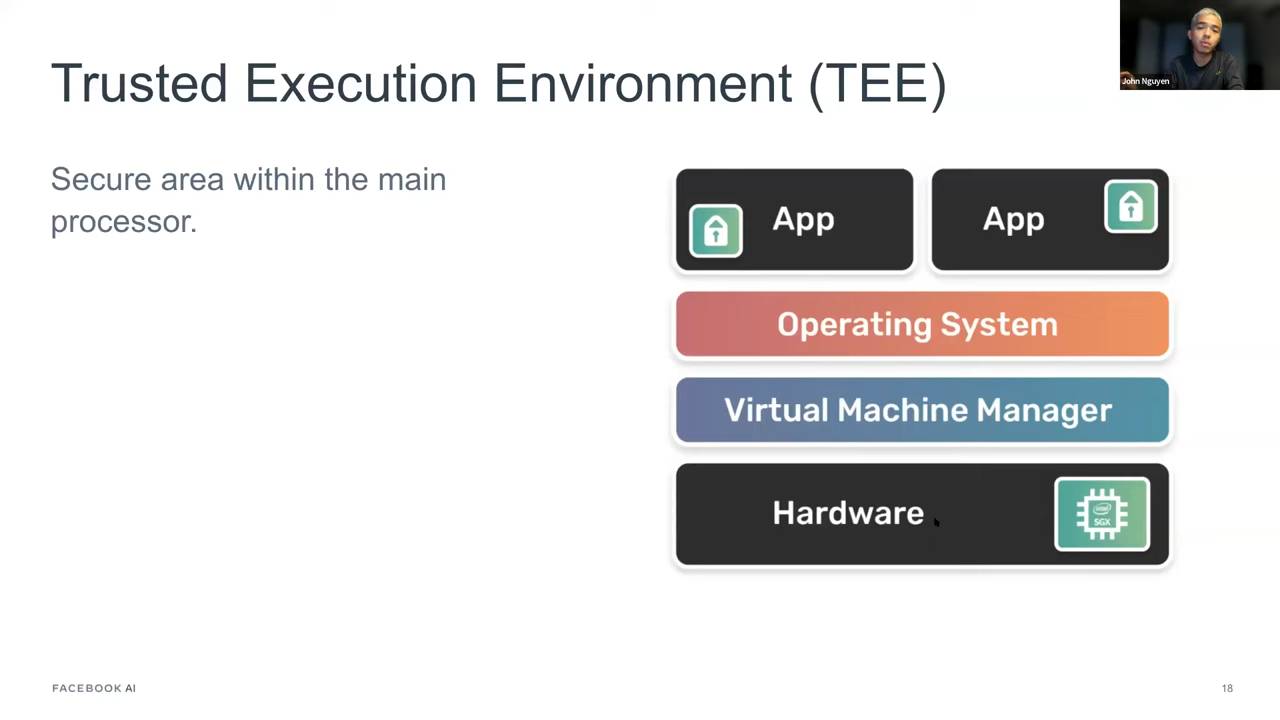 Trusted Execution Environment (TEE)
John Nguyen
Secure area within the main
processor.
App
App
Operating System
Virtual Machine Manager
Hardware
intel
SGX
FACEBOOK AI
18